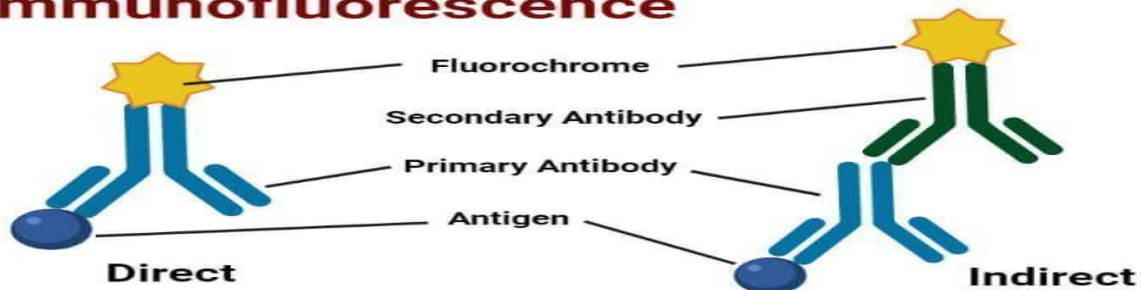 mmunofluorescence
Fluorochrome
Secondary Antibody
Primary Antibody
Antigen
Direct
Indirect